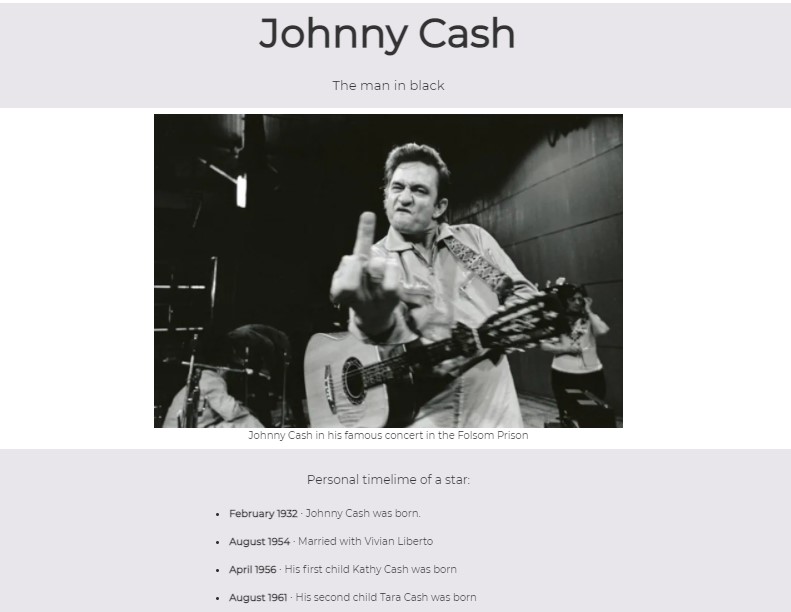 Johnny Cash
The man in black
Johnny Cash in his famous concert in the Folsom Prison
Personal timelime of a star:
• February 1932 · Johnny Cash was born.
• August 1954 · Married with Vivian Liberto
• April 1956 · His first child Kathy Cash was born
• August 1961 · His second child Tara Cash was born